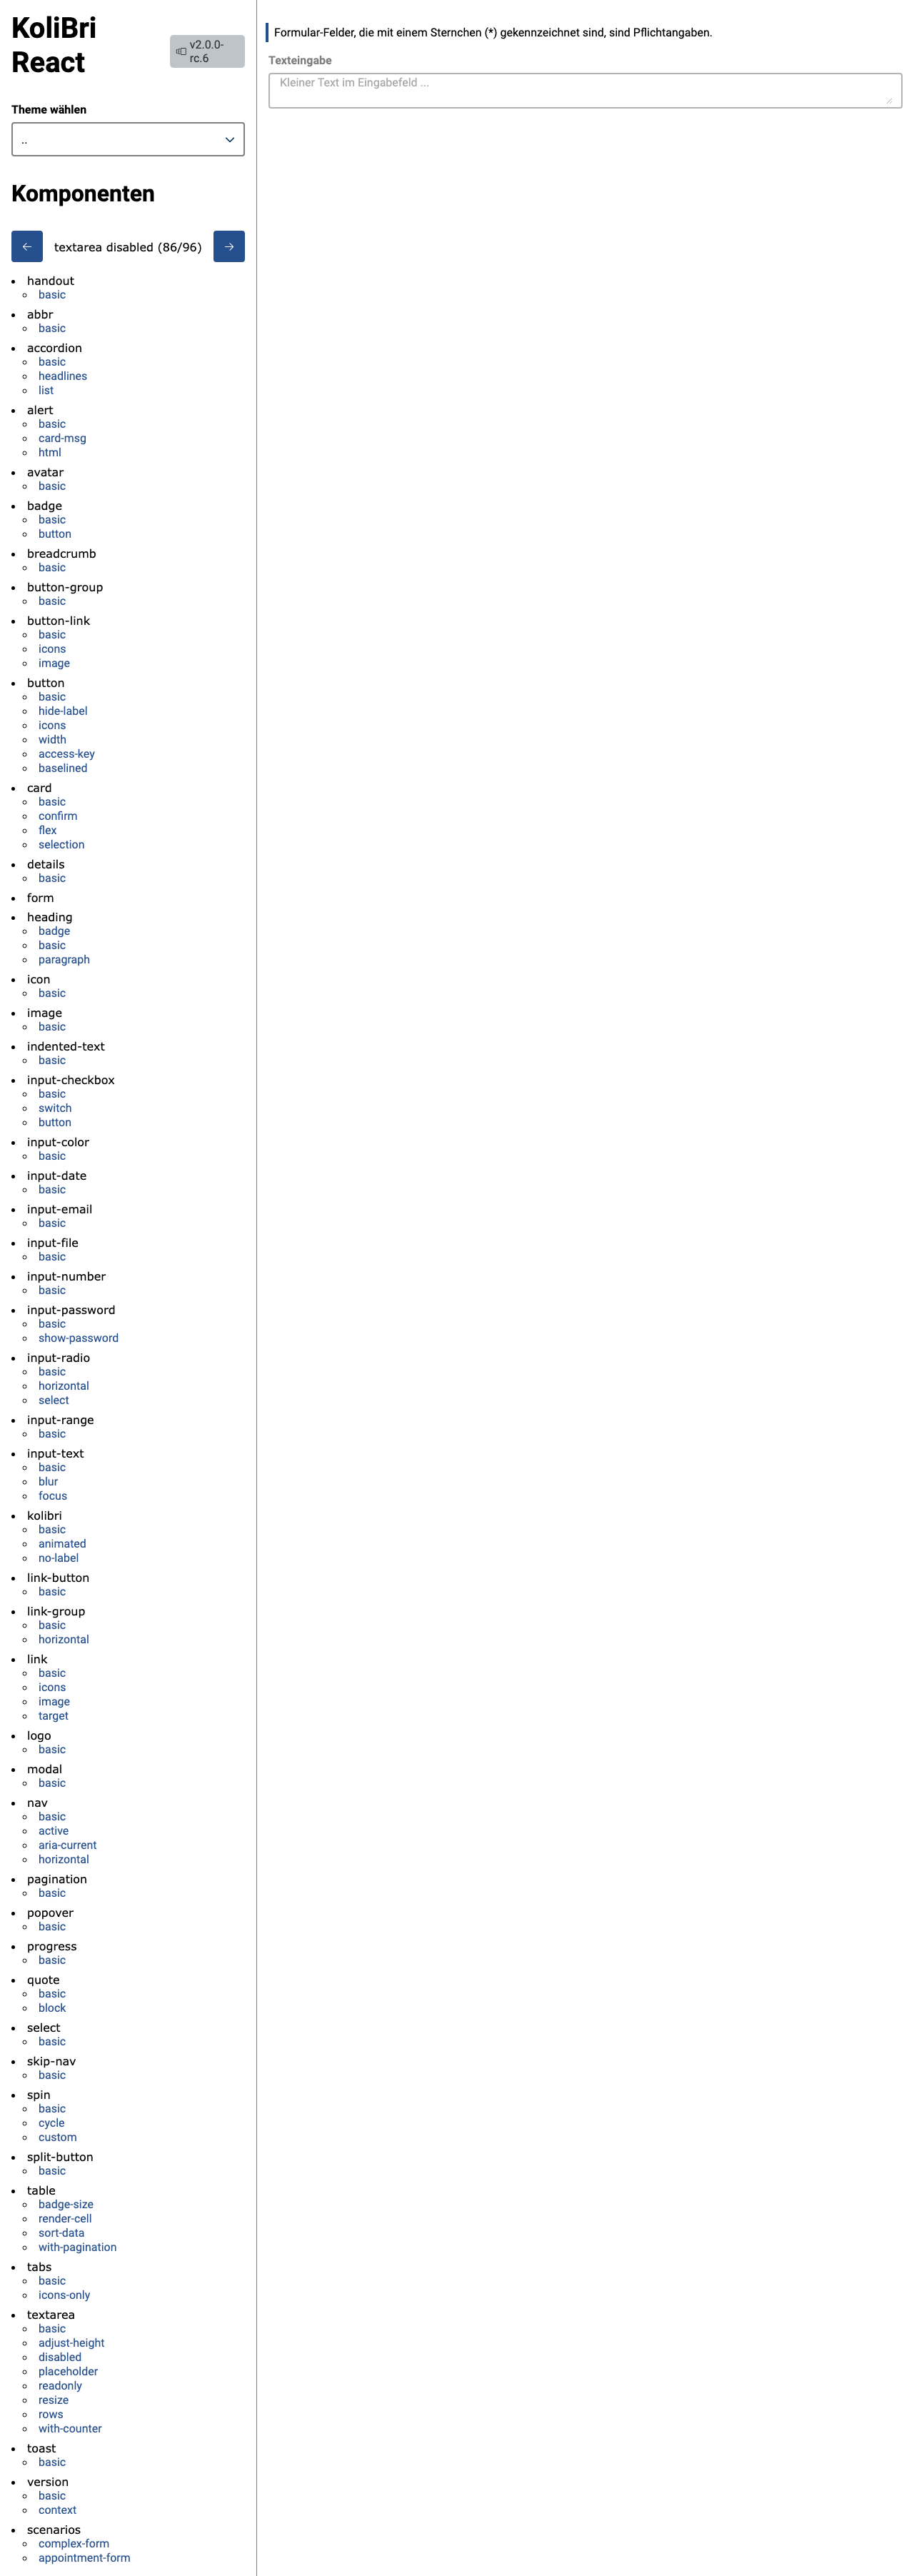 KoliBri
React
v2.0.0-
rc.6
Theme wählen
..
Komponenten
textarea disabled (86/96)
handout
basic
abbr
basic
accordion
basic
headlines
list
alert
basic
card-msg
html
avatar
basic
badge
basic
button
breadcrumb
basic
button-group
basic
button-link
basic
icons
image
button
basic
hide-label
icons
width
access-key
baselined
card
basic
confirm
flex
selection
details
basic
form
heading
badge
basic
paragraph
icon
basic
image
basic
indented-text
basic
input-checkbox
basic
switch
button
input-color
basic
input-date
basic
input-email
basic
input-file
basic
input-number
basic
input-password
basic
show-password
input-radio
basic
horizontal
select
input-range
basic
input-text
basic
blur
focus
kolibri
basic
animated
no-label
link-button
basic
link-group
basic
horizontal
link
basic
icons
image
target
logo
basic
modal
basic
nav
basic
active
aria-current
horizontal
pagination
basic
popover
basic
progress
basic
quote
basic
block
select
basic
skip-nav
basic
spin
basic
cycle
custom
split-button
basic
table
badge-size
render-cell
sort-data
with-pagination
tabs
basic
icons-only
textarea
basic
adjust-height
disabled
placeholder
readonly
resize
rows
with-counter
toast
basic
version
basic
context
scenarios
complex-form
appointment-form
Formular-Felder, die mit einem Sternchen (*) gekennzeichnet sind, sind Pflichtangaben.
Texteingabe
Kleiner Text im Eingabefeld ...